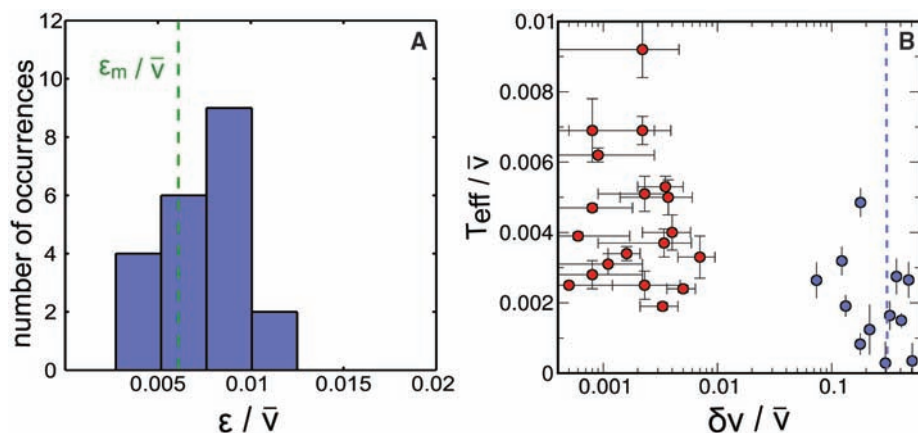 A
εm / v̄
number of occurrences
12
10
8
6
4
2
0
0.005
0.01
0.015
0.02
ε / v̄
B
Teff / v̄
0.01
0.008
0.006
0.004
0.002
0
0.001
0.01
0.1
δv / v̄